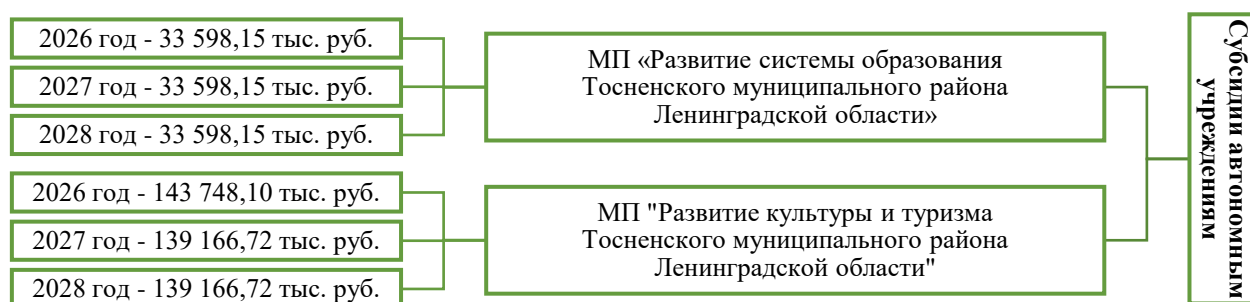 2026 год - 33 598,15 тыс. руб.
2027 год - 33 598,15 тыс. руб.
2028 год - 33 598,15 тыс. руб.
МП «Развитие системы образования
Тосненского муниципального района
Ленинградской области»
2026 год - 143 748,10 тыс. руб.
2027 год - 139 166,72 тыс. руб.
2028 год - 139 166,72 тыс. руб.
МП "Развитие культуры и туризма
Тосненского муниципального района
Ленинградской области"
Субсидии автономным
учреждениям